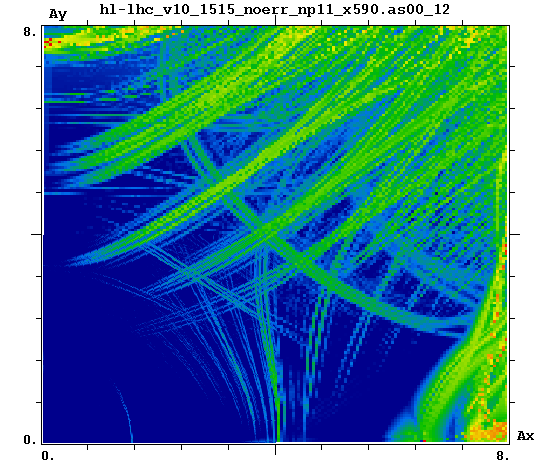 hl-lhc_v10_1515_noerr_np11_x590.as00_12
Ay
8.
0.
0.
8.
Ax